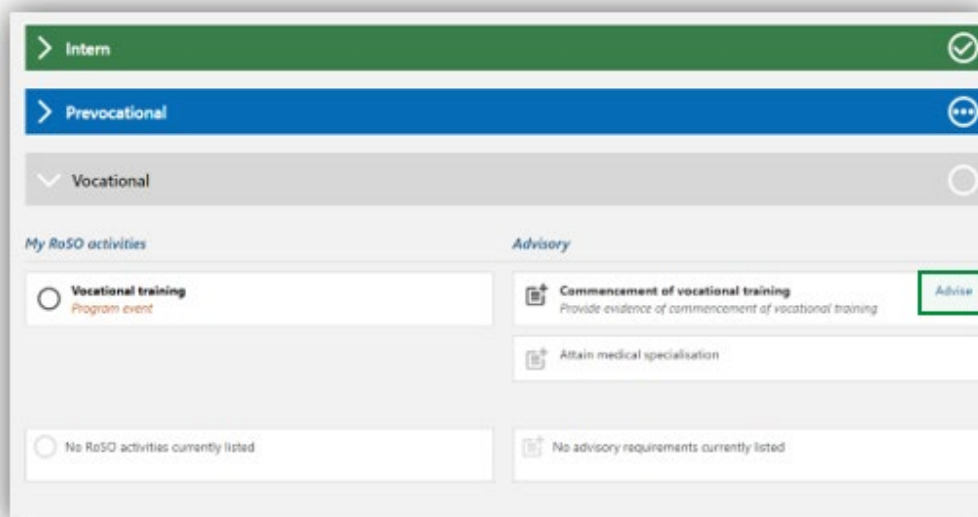 Intern
Prevocational
Vocational
My RoSO activities
Advisory
Vocational training
Program event
Commencement of vocational training
Provide evidence of commencement of vocational training
Advise
Attain medical specialisation
No RoSO activities currently listed
No advisory requirements currently listed